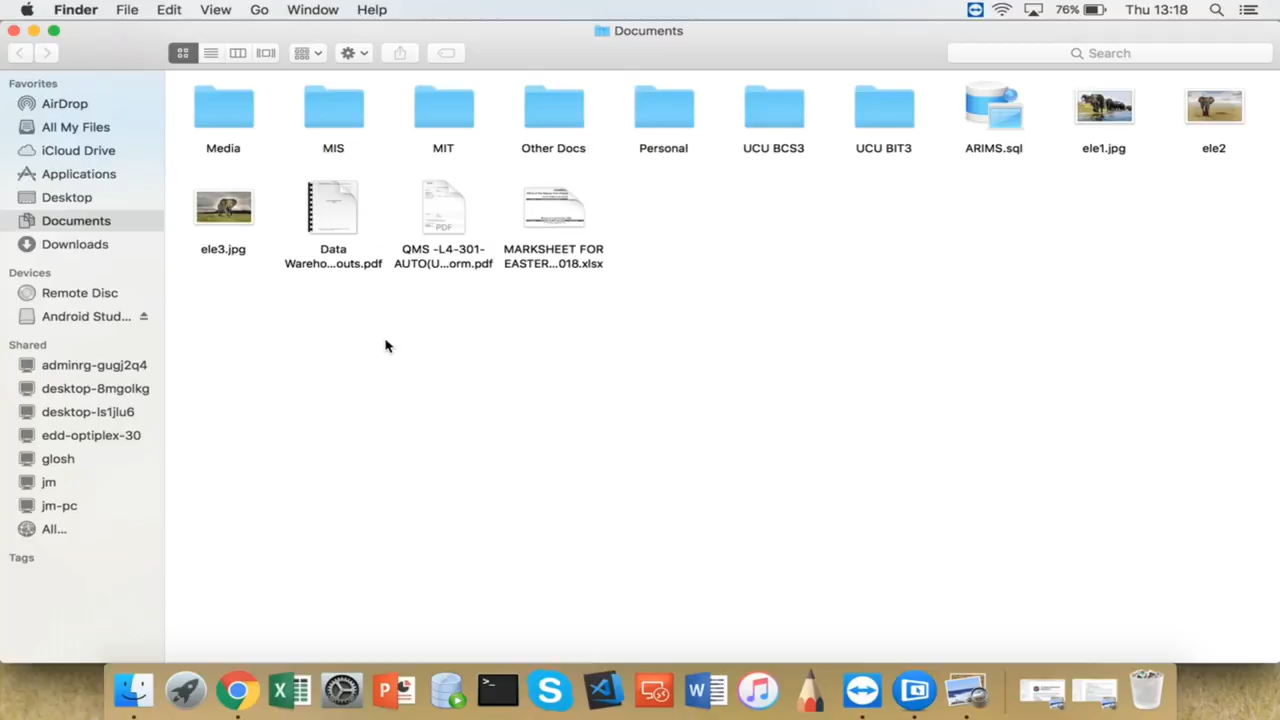 Finder File Edit View Go Window Help 76% Thu 13:18
Documents
Search
Favorites
AirDrop
All My Files
iCloud Drive
Applications
Desktop
Documents
Downloads
Devices
Remote Disc
Android Stud...
Shared
adminrg-gugj2q4
desktop-8mgolkg
desktop-ls1jlu6
edd-optiplex-30
glosh
jm
jm-pc
All...
Tags
Media MIS MIT Other Docs Personal UCU BCS3 UCU BIT3 ARIMS.sql ele1.jpg ele2
ele3.jpg Data QMS -L4-301- MARKSHEET FOR
Wareho...outs.pdf AUTO(U...orm.pdf EASTER...018.xlsx
PDF